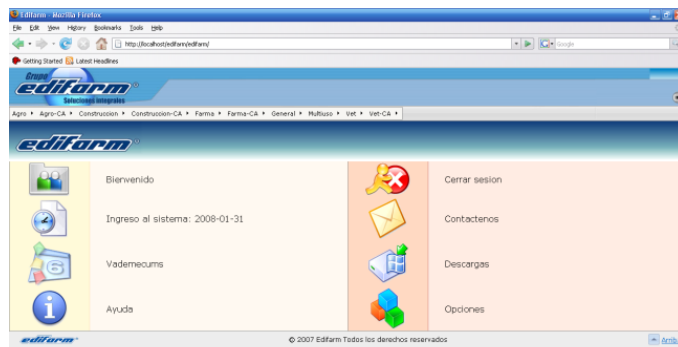 Edifarm - Mozilla Firefox
File Edit View History Bookmarks Tools Help
http://localhost/edifarm/edifarm/
Google
Getting Started Latest Headlines
Grupo
edifarm®
Soluciones integrales
Agro Agro-CA Construccion Construccion-CA Farma Farma-CA General Multiuso Vet Vet-CA
edifarm®
Bienvenido Cerrar sesion
Ingreso al sistema: 2008-01-31 Contactenos
Vademecums Descargas
Ayuda Opciones
edifarm © 2007 Edifarm Todos los derechos reservados